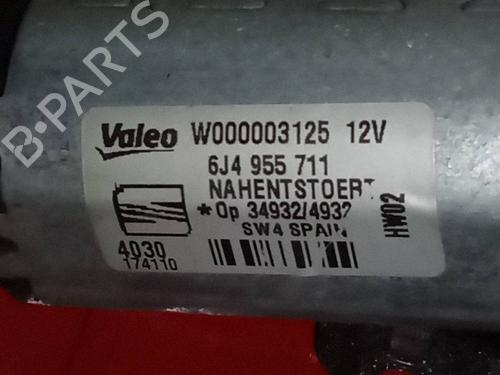 B-PARTS
Valeo W000003125 12V
6J4 955 711
NAHENTSTOERT
*Op 34932/4932
SW4 SPAIN
HW02
4030
174110